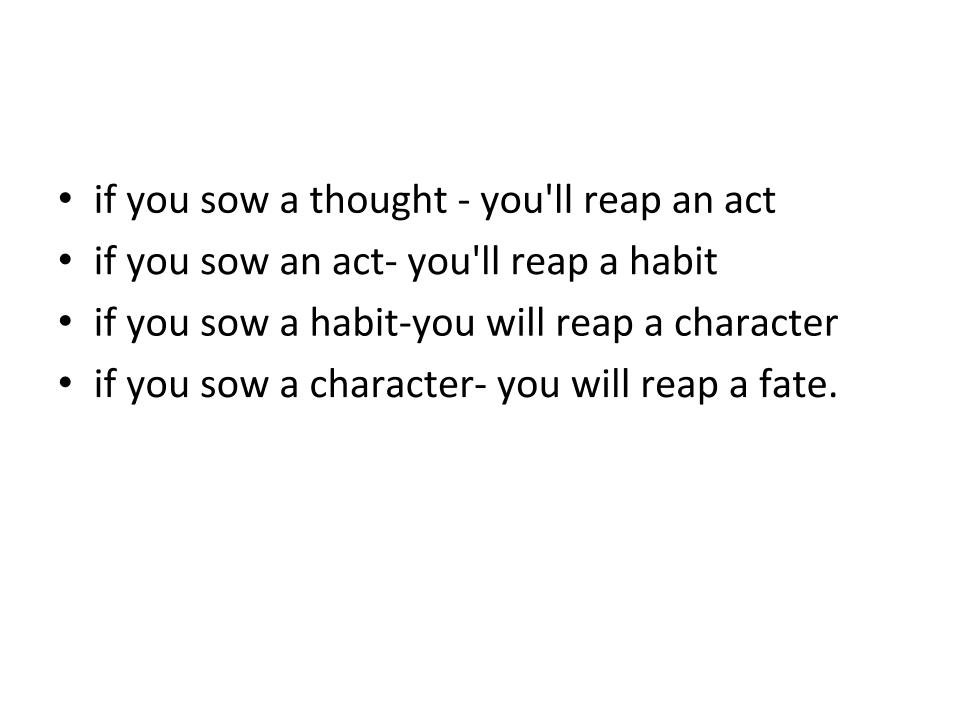 • if you sow a thought - you'll reap an act
• if you sow an act- you'll reap a habit
• if you sow a habit-you will reap a character
• if you sow a character- you will reap a fate.